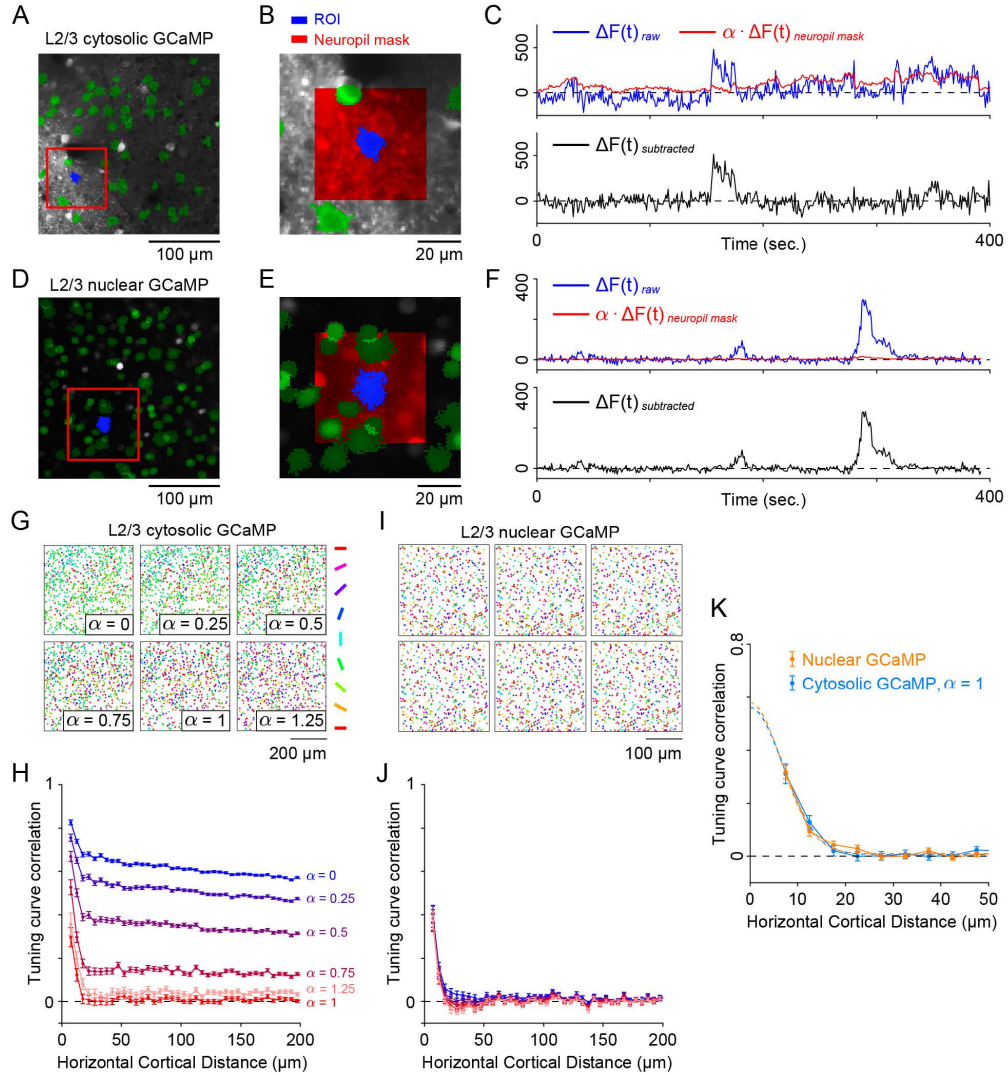 A
L2/3 cytosolic GCaMP
100 µm
B
ROI
Neuropil mask
20 µm
C
ΔF(t) raw
α · ΔF(t) neuropil mask
500
0
ΔF(t) subtracted
500
0
0
400
Time (sec.)
D
L2/3 nuclear GCaMP
100 µm
E
20 µm
F
ΔF(t) raw
α · ΔF(t) neuropil mask
400
0
ΔF(t) subtracted
400
0
0
400
Time (sec.)
G
L2/3 cytosolic GCaMP
α = 0
α = 0.25
α = 0.5
α = 0.75
α = 1
α = 1.25
200 µm
H
Tuning curve correlation
1
0
α = 0
α = 0.25
α = 0.5
α = 0.75
α = 1.25
α = 1
0
50
100
150
200
Horizontal Cortical Distance (µm)
I
L2/3 nuclear GCaMP
100 µm
J
Tuning curve correlation
1
0
0
50
100
150
200
Horizontal Cortical Distance (µm)
K
Tuning curve correlation
0.8
0
Nuclear GCaMP
Cytosolic GCaMP, α = 1
0
10
20
30
40
50
Horizontal Cortical Distance (µm)